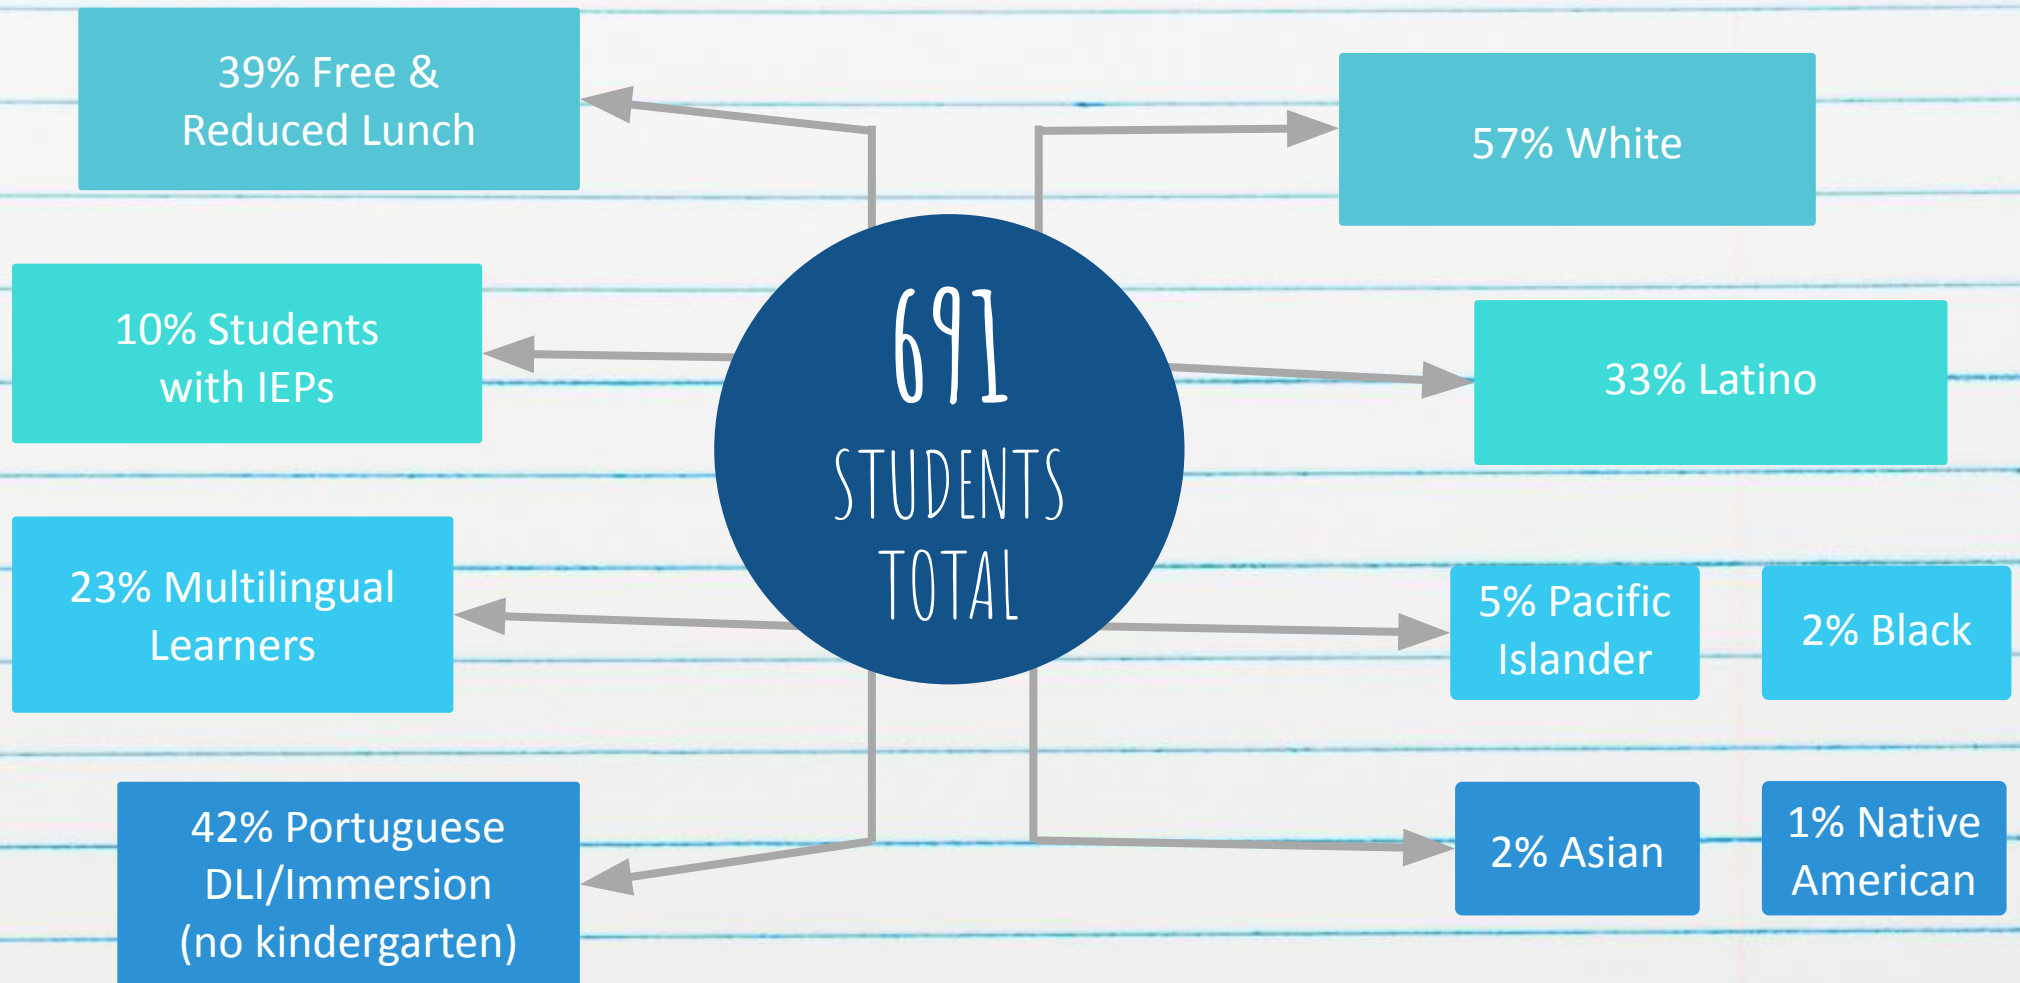 39% Free &
Reduced Lunch
57% White
10% Students
with IEPs
691
STUDENTS
TOTAL
33% Latino
23% Multilingual
Learners
5% Pacific
Islander
2% Black
42% Portuguese
DLI/Immersion
(no kindergarten)
2% Asian
1% Native
American